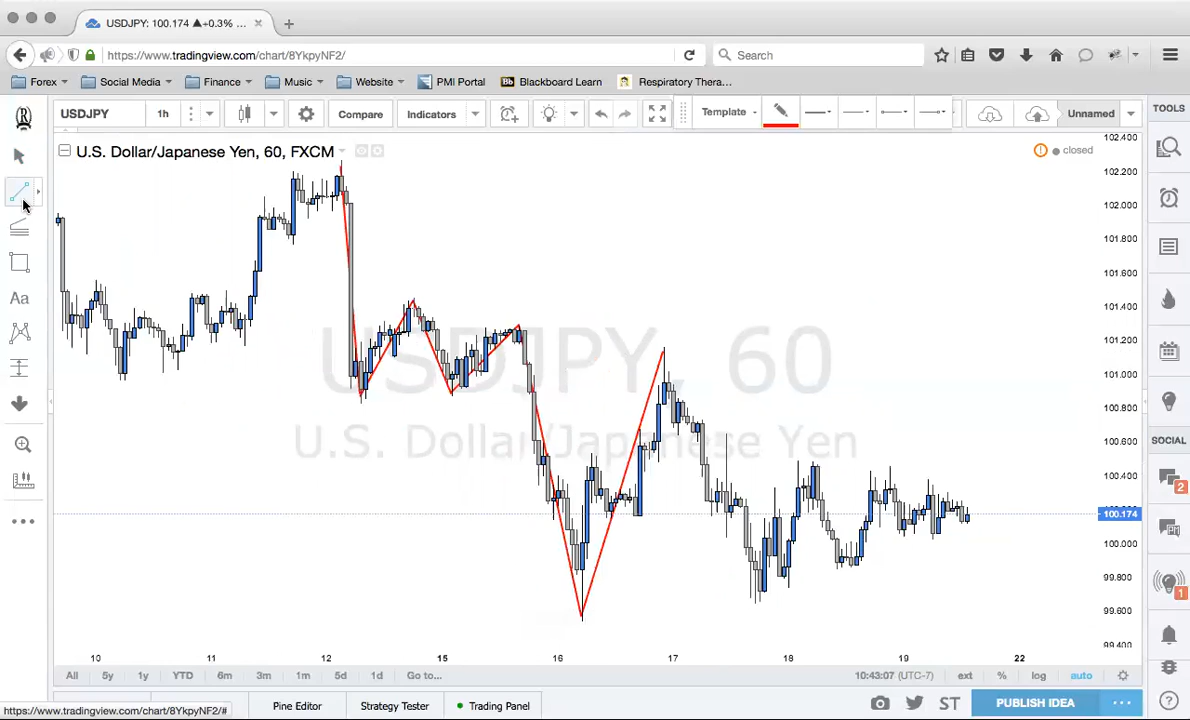 USDJPY: 100.174 ▲+0.3% ...
https://www.tradingview.com/chart/8YkpyNF2/
Search
Forex
Social Media
Finance
Music
Website
PMI Portal
Bb Blackboard Learn
Respiratory Thera...
USDJPY
1h
Compare
Indicators
Template
Unnamed
TOOLS
U.S. Dollar/Japanese Yen, 60, FXCM
closed
102.400
102.200
102.000
101.800
101.600
101.400
101.200
101.000
100.800
100.600
100.400
100.174
100.000
99.800
99.600
99.400
USDJPY, 60
U.S. Dollar/Japanese Yen
Aa
SOCIAL
2
1
10
11
12
15
16
17
18
19
22
All
5y
1y
YTD
6m
3m
1m
5d
1d
Go to...
10:43:07 (UTC-7)
ext
%
log
auto
https://www.tradingview.com/chart/8YkpyNF2/#
Pine Editor
Strategy Tester
Trading Panel
ST
PUBLISH IDEA
...